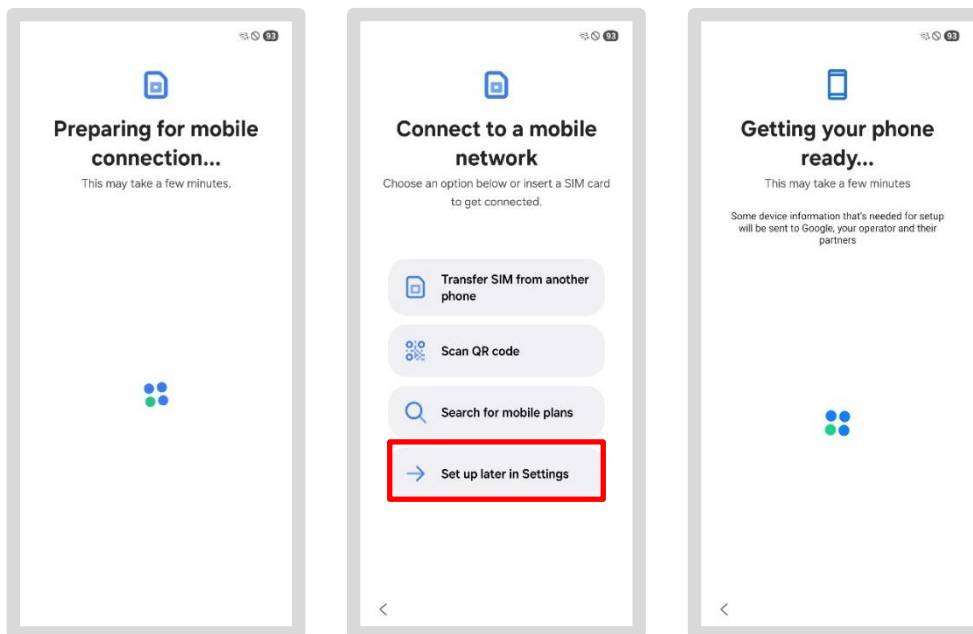 93
Preparing for mobile
connection...
This may take a few minutes.
93
Connect to a mobile
network
Choose an option below or insert a SIM card
to get connected.
Transfer SIM from another
phone
Scan QR code
Search for mobile plans
Set up later in Settings
93
Getting your phone
ready...
This may take a few minutes
Some device information that's needed for setup
will be sent to Google, your operator and their
partners